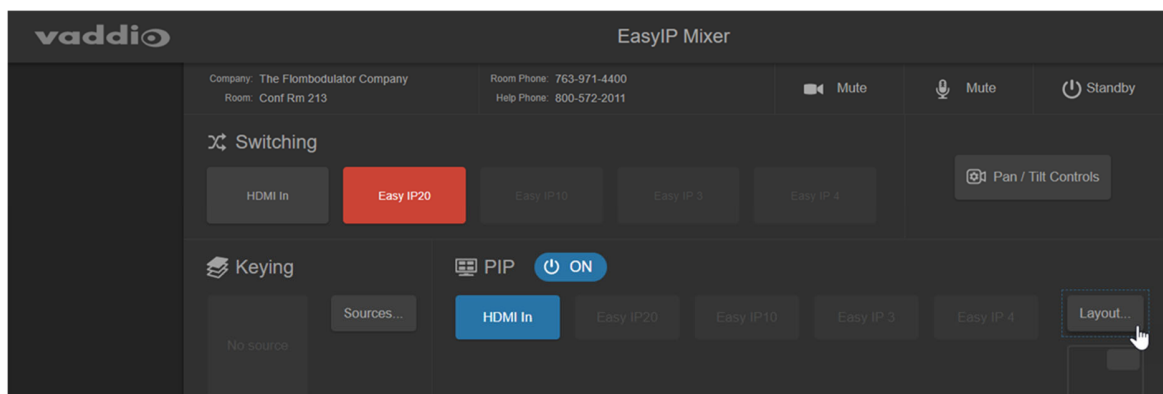 vaddio
EasyIP Mixer
Company: The Flombodulator Company
Room: Conf Rm 213
Room Phone: 763-971-4400
Help Phone: 800-572-2011
Mute
Mute
Standby
Switching
HDMI In
Easy IP20
Easy IP10
Easy IP 3
Easy IP 4
Pan / Tilt Controls
Keying
Sources...
No source
PIP
ON
HDMI In
Easy IP20
Easy IP10
Easy IP 3
Easy IP 4
Layout...